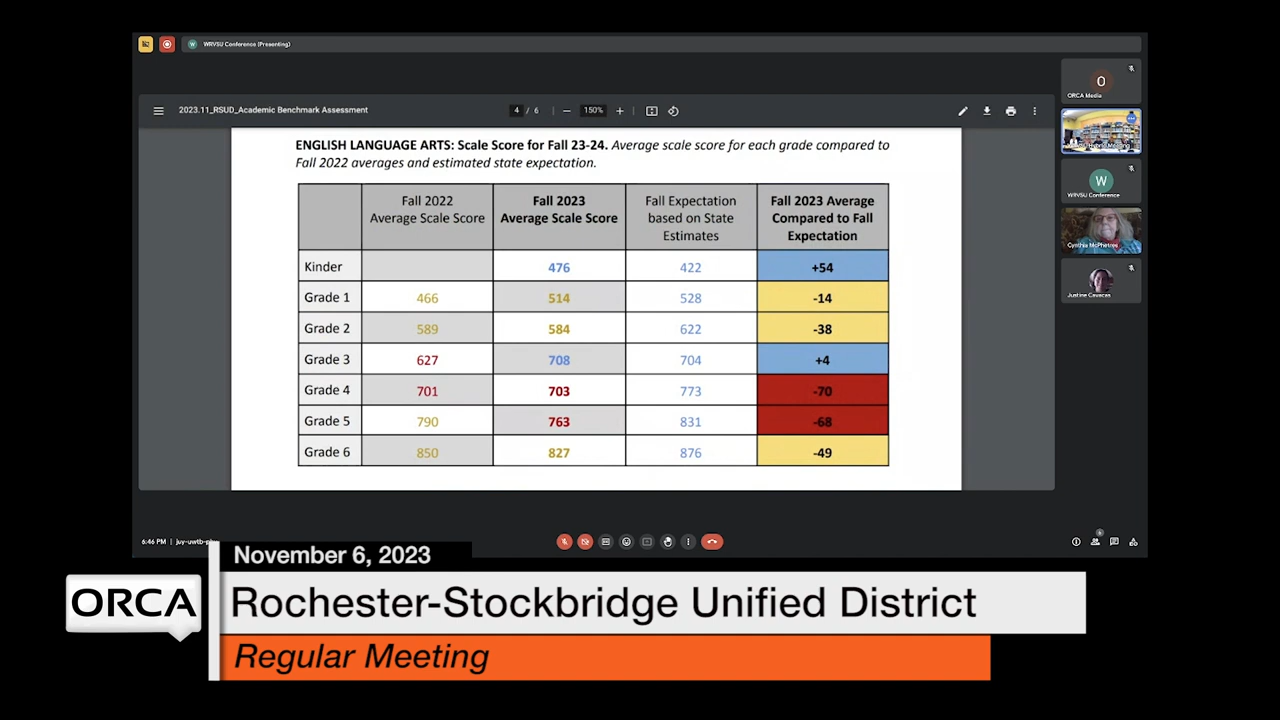 WRVSU Conference (Presenting)
2023.11_RSUD_Academic Benchmark Assessment
4 / 6
150%
ENGLISH LANGUAGE ARTS: Scale Score for Fall 23-24. Average scale score for each grade compared to
Fall 2022 averages and estimated state expectation.
Fall 2022 Average Scale Score
Fall 2023 Average Scale Score
Fall Expectation based on State Estimates
Fall 2023 Average Compared to Fall Expectation
Kinder 476 422 +54
Grade 1 466 514 528 -14
Grade 2 589 584 622 -38
Grade 3 627 708 704 +4
Grade 4 701 703 773 -70
Grade 5 790 763 831 -68
Grade 6 850 827 876 -49
O
ORCA Media
Hybrid Meeting
W
WRVSU Conference
Cynthia McPhetres
Justine Cavacas
6:46 PM
November 6, 2023
ORCA
Rochester-Stockbridge Unified District
Regular Meeting